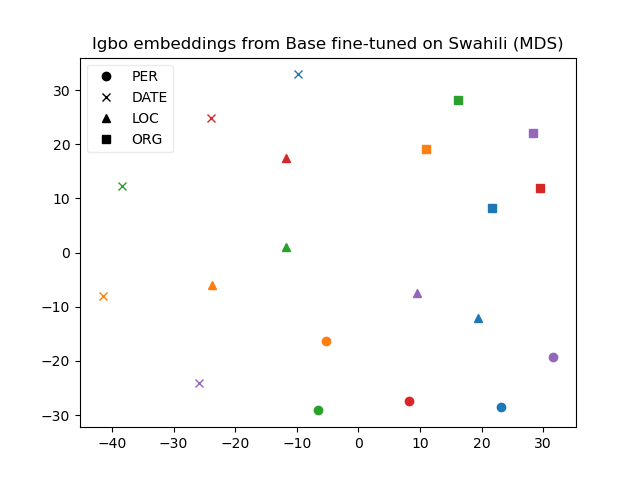 Igbo embeddings from Base fine-tuned on Swahili (MDS)
PER
DATE
LOC
ORG
30
20
10
0
−10
−20
−30
−40 −30 −20 −10 0 10 20 30